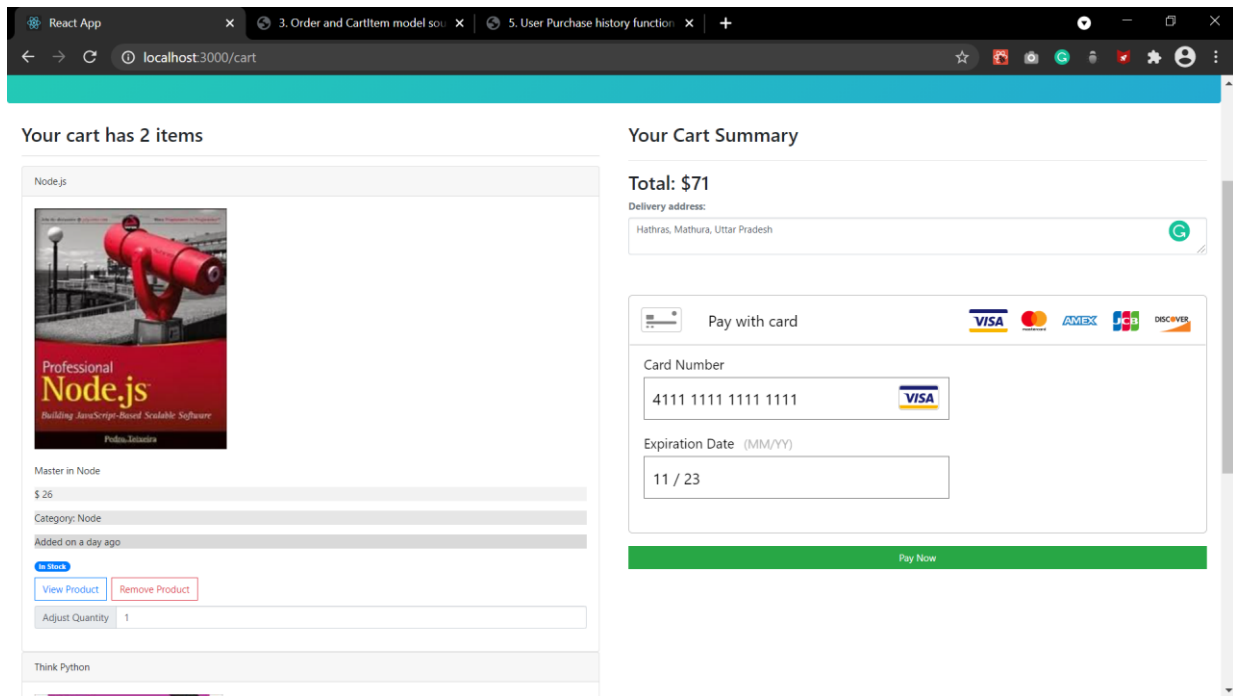 React App
3. Order and CartItem model sou
5. User Purchase history function
localhost:3000/cart
Your cart has 2 items
Node.js
Professional
Node.js
Building JavaScript-Based Scalable Software
Pedro Teixeira
Master in Node
$ 26
Category: Node
Added on a day ago
In Stock
View Product
Remove Product
Adjust Quantity 1
Think Python
Your Cart Summary
Total: $71
Delivery address:
Hathras, Mathura, Uttar Pradesh
Pay with card
VISA
AMEX
JCB
DISCOVER
Card Number
4111 1111 1111 1111
VISA
Expiration Date (MM/YY)
11 / 23
Pay Now